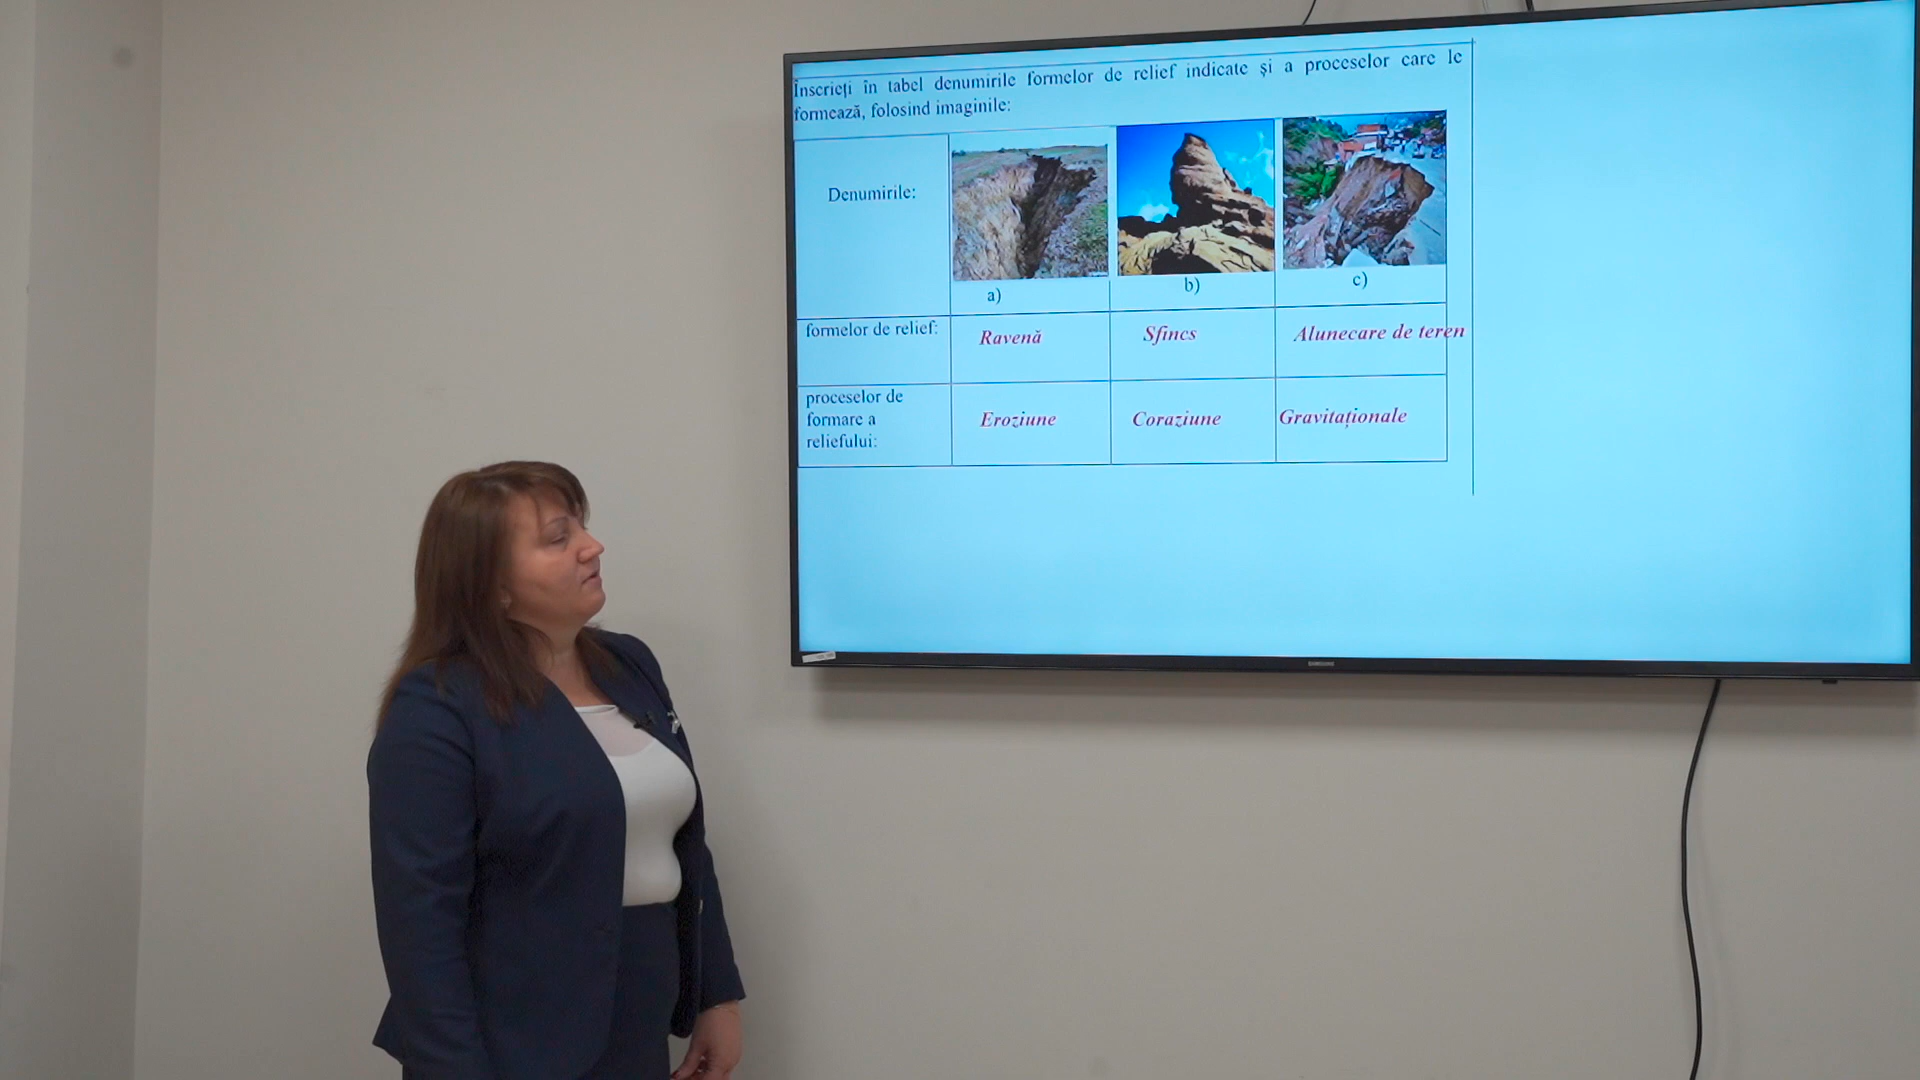 Înscrieți în tabel denumirile formelor de relief indicate și a proceselor care le
formează, folosind imaginile:
Denumirile:
a)
b)
c)
formelor de relief:
Ravenă
Sfincs
Alunecare de teren
proceselor de
formare a
reliefului:
Eroziune
Coraziune
Gravitaționale
SAMSUNG